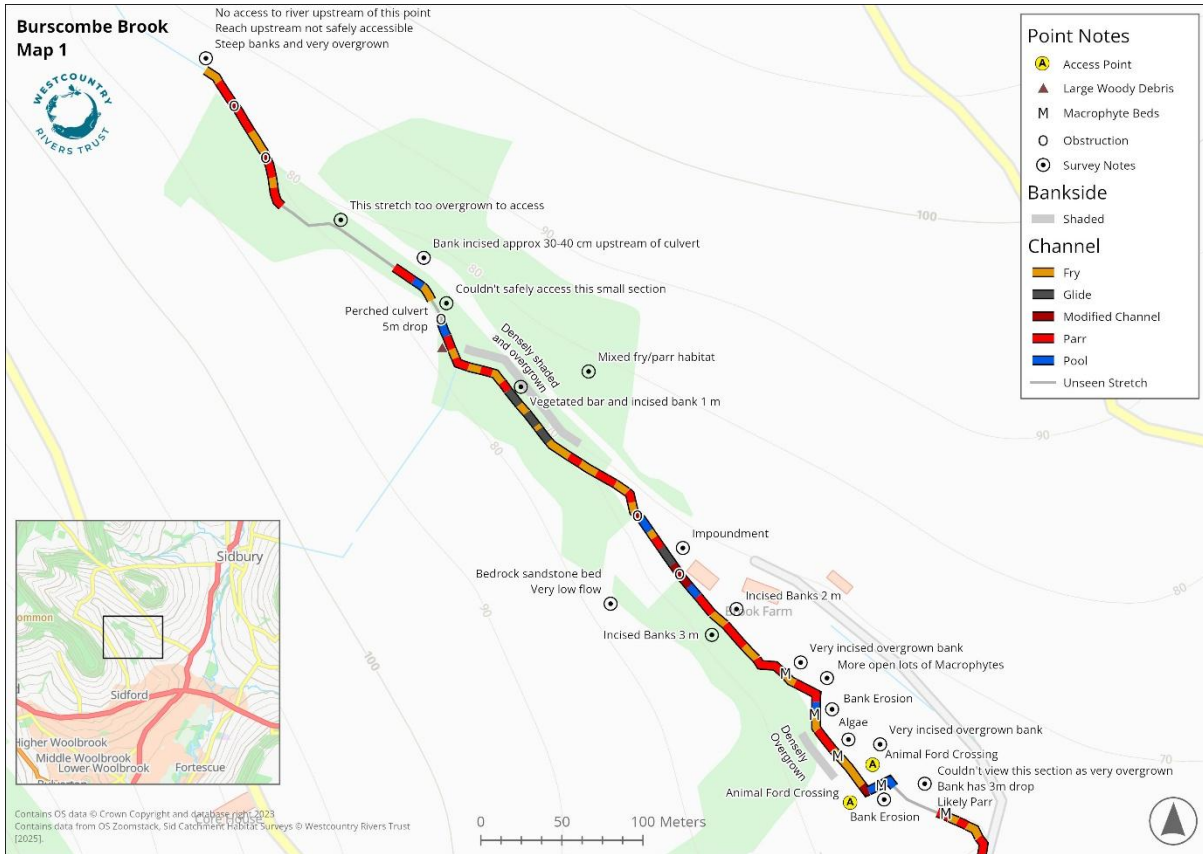 Burscombe Brook
Map 1
WESTCOUNTRY
RIVERS TRUST
No access to river upstream of this point
Reach upstream not safely accessible
Steep banks and very overgrown
O
O
80
80
90
100
This stretch too overgrown to access
Bank incised approx 30-40 cm upstream of culvert
Couldn't safely access this small section
Perched culvert
5m drop
O
Densely shaded
and overgrown
Mixed fry/parr habitat
Vegetated bar and incised bank 1 m
80
90
O
Impoundment
O
Bedrock sandstone bed
Very low flow
Incised Banks 2 m
Brook Farm
Incised Banks 3 m
80
90
100
Very incised overgrown bank
M
More open lots of Macrophytes
Bank Erosion
M
Algae
Very incised overgrown bank
M
Densely
Overgrown
Animal Ford Crossing
A
70
Couldn't view this section as very overgrown
Bank has 3m drop
Likely Parr
M
Animal Ford Crossing
A
Bank Erosion
M
Point Notes
A Access Point
Large Woody Debris
M Macrophyte Beds
O Obstruction
Survey Notes
Bankside
Shaded
Channel
Fry
Glide
Modified Channel
Parr
Pool
Unseen Stretch
Sidbury
ommon
Sidford
Higher Woolbrook
Middle Woolbrook
Lower Woolbrook
Fortescue
Core House
Contains OS data © Crown Copyright and database right 2023
Contains data from OS Zoomstack, Sid Catchment Habitat Surveys © Westcountry Rivers Trust
[2025].
0 50 100 Meters